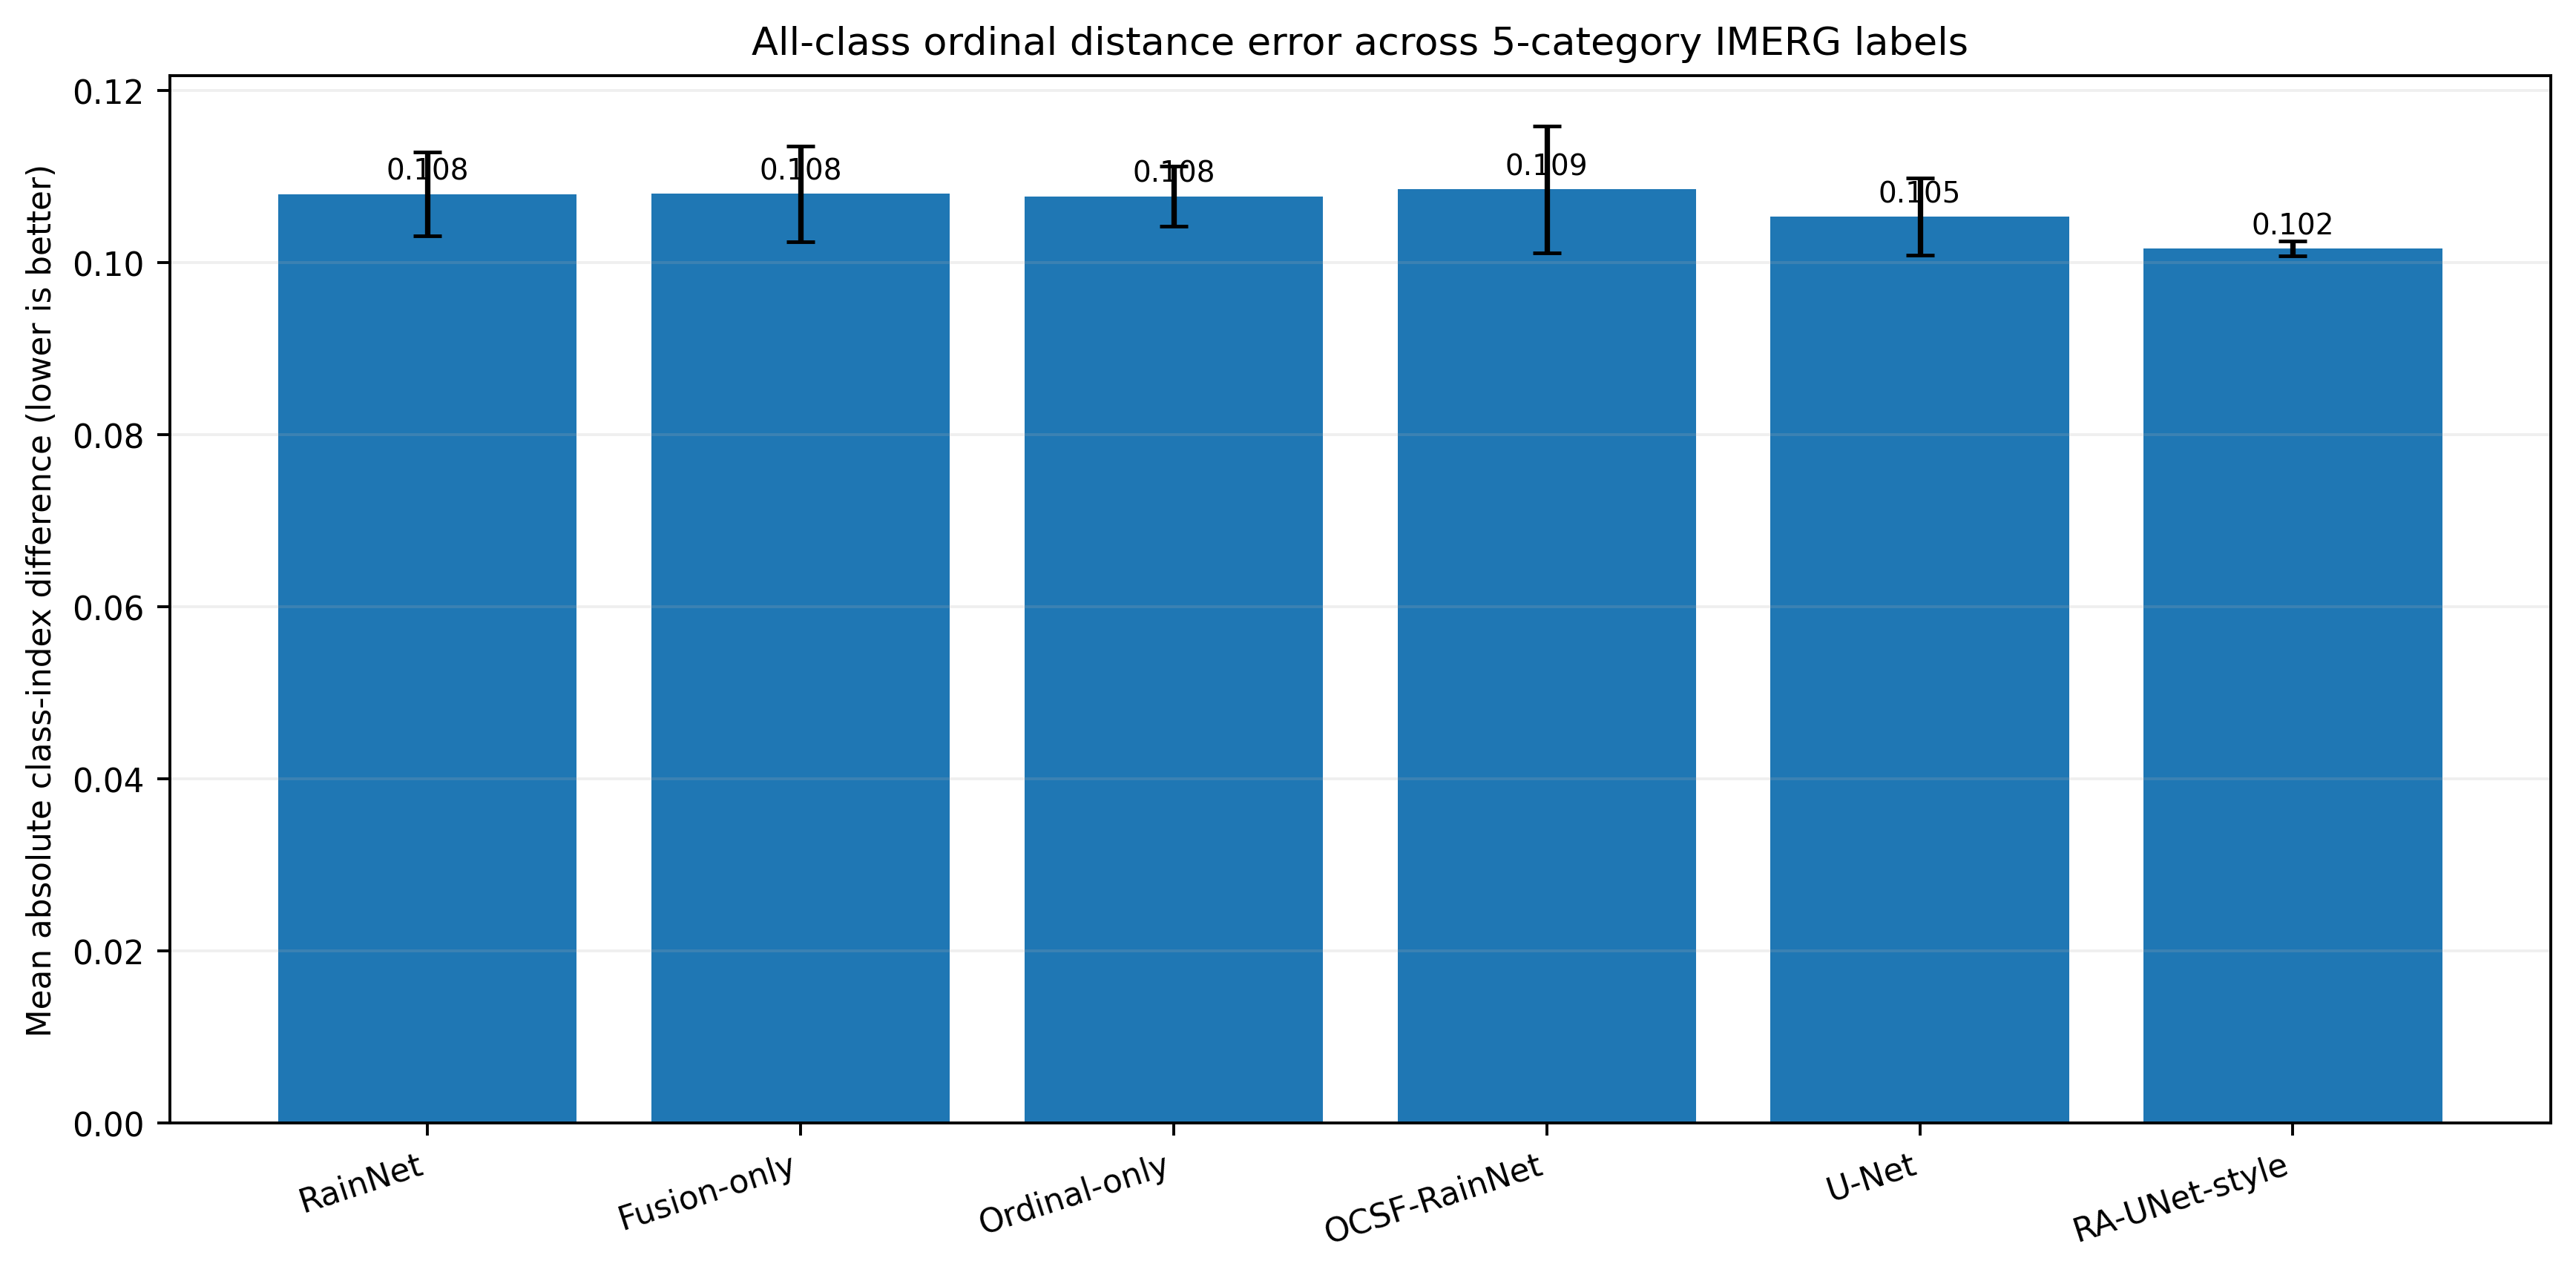 All-class ordinal distance error across 5-category IMERG labels
Mean absolute class-index difference (lower is better)
0.12
0.10
0.08
0.06
0.04
0.02
0.00
0.108
0.108
0.108
0.109
0.105
0.102
RainNet
Fusion-only
Ordinal-only
OCSF-RainNet
U-Net
RA-UNet-style